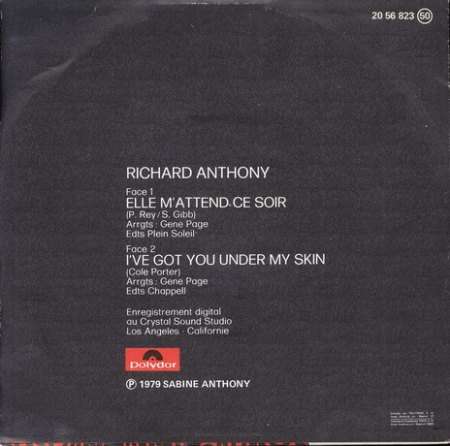 20 56 823 50
RICHARD ANTHONY
Face 1
ELLE M'ATTEND CE SOIR
(P. Rey / S. Gibb)
Arrgts : Gene Page
Edts Plein Soleil
Face 2
I'VE GOT YOU UNDER MY SKIN
(Cole Porter)
Arrgts : Gene Page
Edts Chappell
Enregistrement digital
au Crystal Sound Studio
Los Angeles - Californie
Polydor
℗ 1979 SABINE ANTHONY